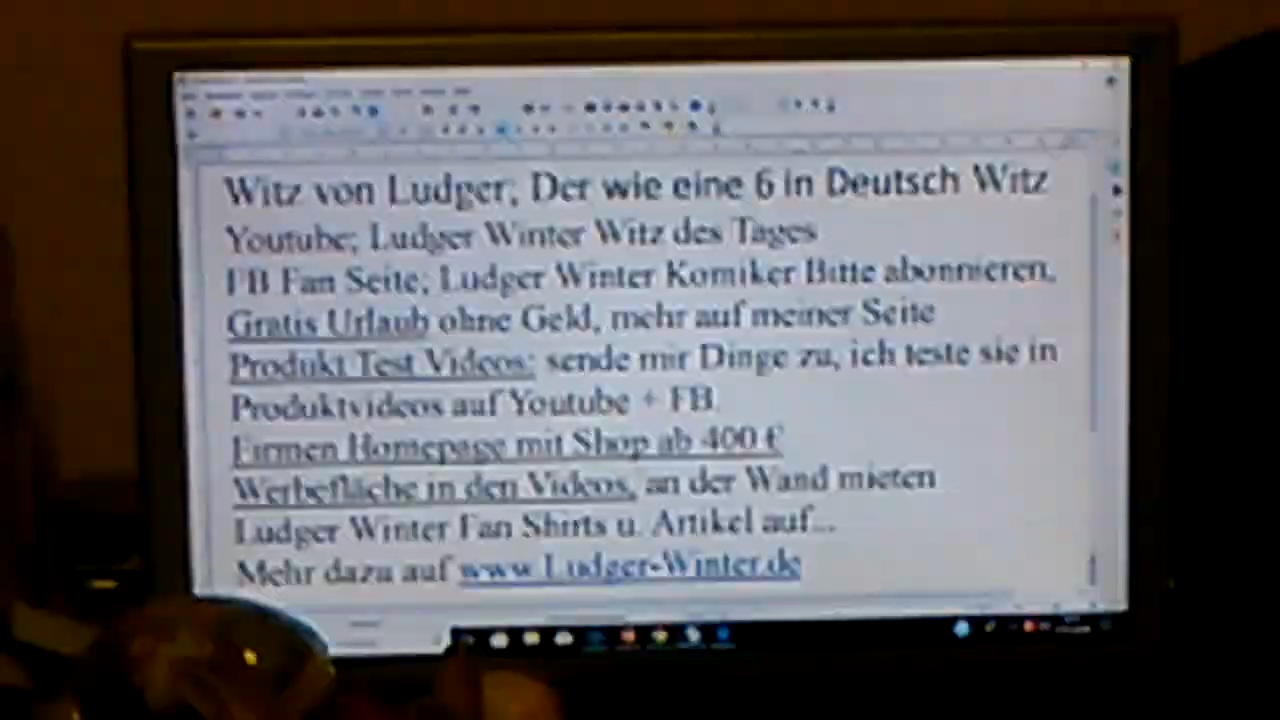 Witz von Ludger, Der wie eine 6 in Deutsch Witz
Youtube; Ludger Winter Witz des Tages
FB Fan Seite; Ludger Winter Komiker Bitte abonnieren.
Gratis Urlaub ohne Geld, mehr auf meiner Seite
Produkt Test Videos: sende mir Dinge zu, ich teste sie in
Produktvideos auf Youtube + FB
Firmen Homepage mit Shop ab 400 €
Werbefläche in den Videos, an der Wand mieten
Ludger Winter Fan Shirts u. Artikel auf...
Mehr dazu auf www.Ludger-Winter.de